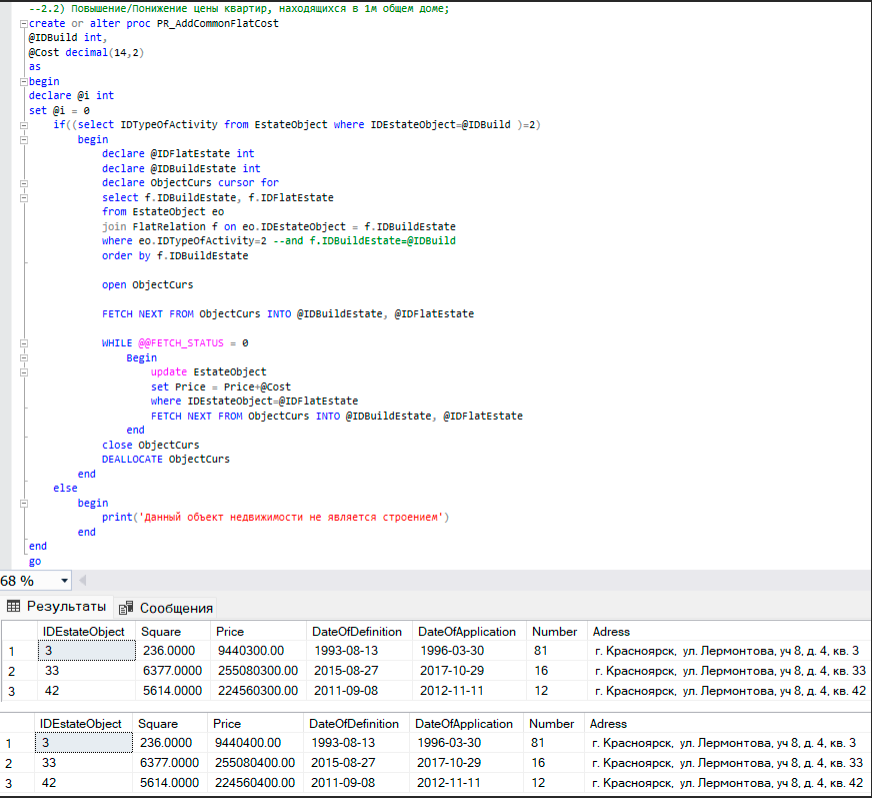 --2.2) Повышение/Понижение цены квартир, находящихся в 1м общем доме;
create or alter proc PR_AddCommonFlatCost
@IDBuild int,
@Cost decimal(14,2)
as
begin
declare @i int
set @i = 0
if((select IDTypeOfActivity from EstateObject where IDEstateObject=@IDBuild )=2)
begin
declare @IDFlatEstate int
declare @IDBuildEstate int
declare ObjectCurs cursor for
select f.IDBuildEstate, f.IDFlatEstate
from EstateObject eo
join FlatRelation f on eo.IDEstateObject = f.IDBuildEstate
where eo.IDTypeOfActivity=2 --and f.IDBuildEstate=@IDBuild
order by f.IDBuildEstate
open ObjectCurs
FETCH NEXT FROM ObjectCurs INTO @IDBuildEstate, @IDFlatEstate
WHILE @@FETCH_STATUS = 0
Begin
update EstateObject
set Price = Price+@Cost
where IDEstateObject=@IDFlatEstate
FETCH NEXT FROM ObjectCurs INTO @IDBuildEstate, @IDFlatEstate
end
close ObjectCurs
DEALLOCATE ObjectCurs
end
else
begin
print('Данный объект недвижимости не является строением')
end
end
go
68 %
Результаты Сообщения
IDEstateObject Square Price DateOfDefinition DateOfApplication Number Adress
1 3 236.0000 9440300.00 1993-08-13 1996-03-30 81 г. Красноярск, ул. Лермонтова, уч 8, д. 4, кв. 3
2 33 6377.0000 255080300.00 2015-08-27 2017-10-29 16 г. Красноярск, ул. Лермонтова, уч 8, д. 4, кв. 33
3 42 5614.0000 224560300.00 2011-09-08 2012-11-11 12 г. Красноярск, ул. Лермонтова, уч 8, д. 4, кв. 42
IDEstateObject Square Price DateOfDefinition DateOfApplication Number Adress
1 3 236.0000 9440400.00 1993-08-13 1996-03-30 81 г. Красноярск, ул. Лермонтова, уч 8, д. 4, кв. 3
2 33 6377.0000 255080400.00 2015-08-27 2017-10-29 16 г. Красноярск, ул. Лермонтова, уч 8, д. 4, кв. 33
3 42 5614.0000 224560400.00 2011-09-08 2012-11-11 12 г. Красноярск, ул. Лермонтова, уч 8, д. 4, кв. 42